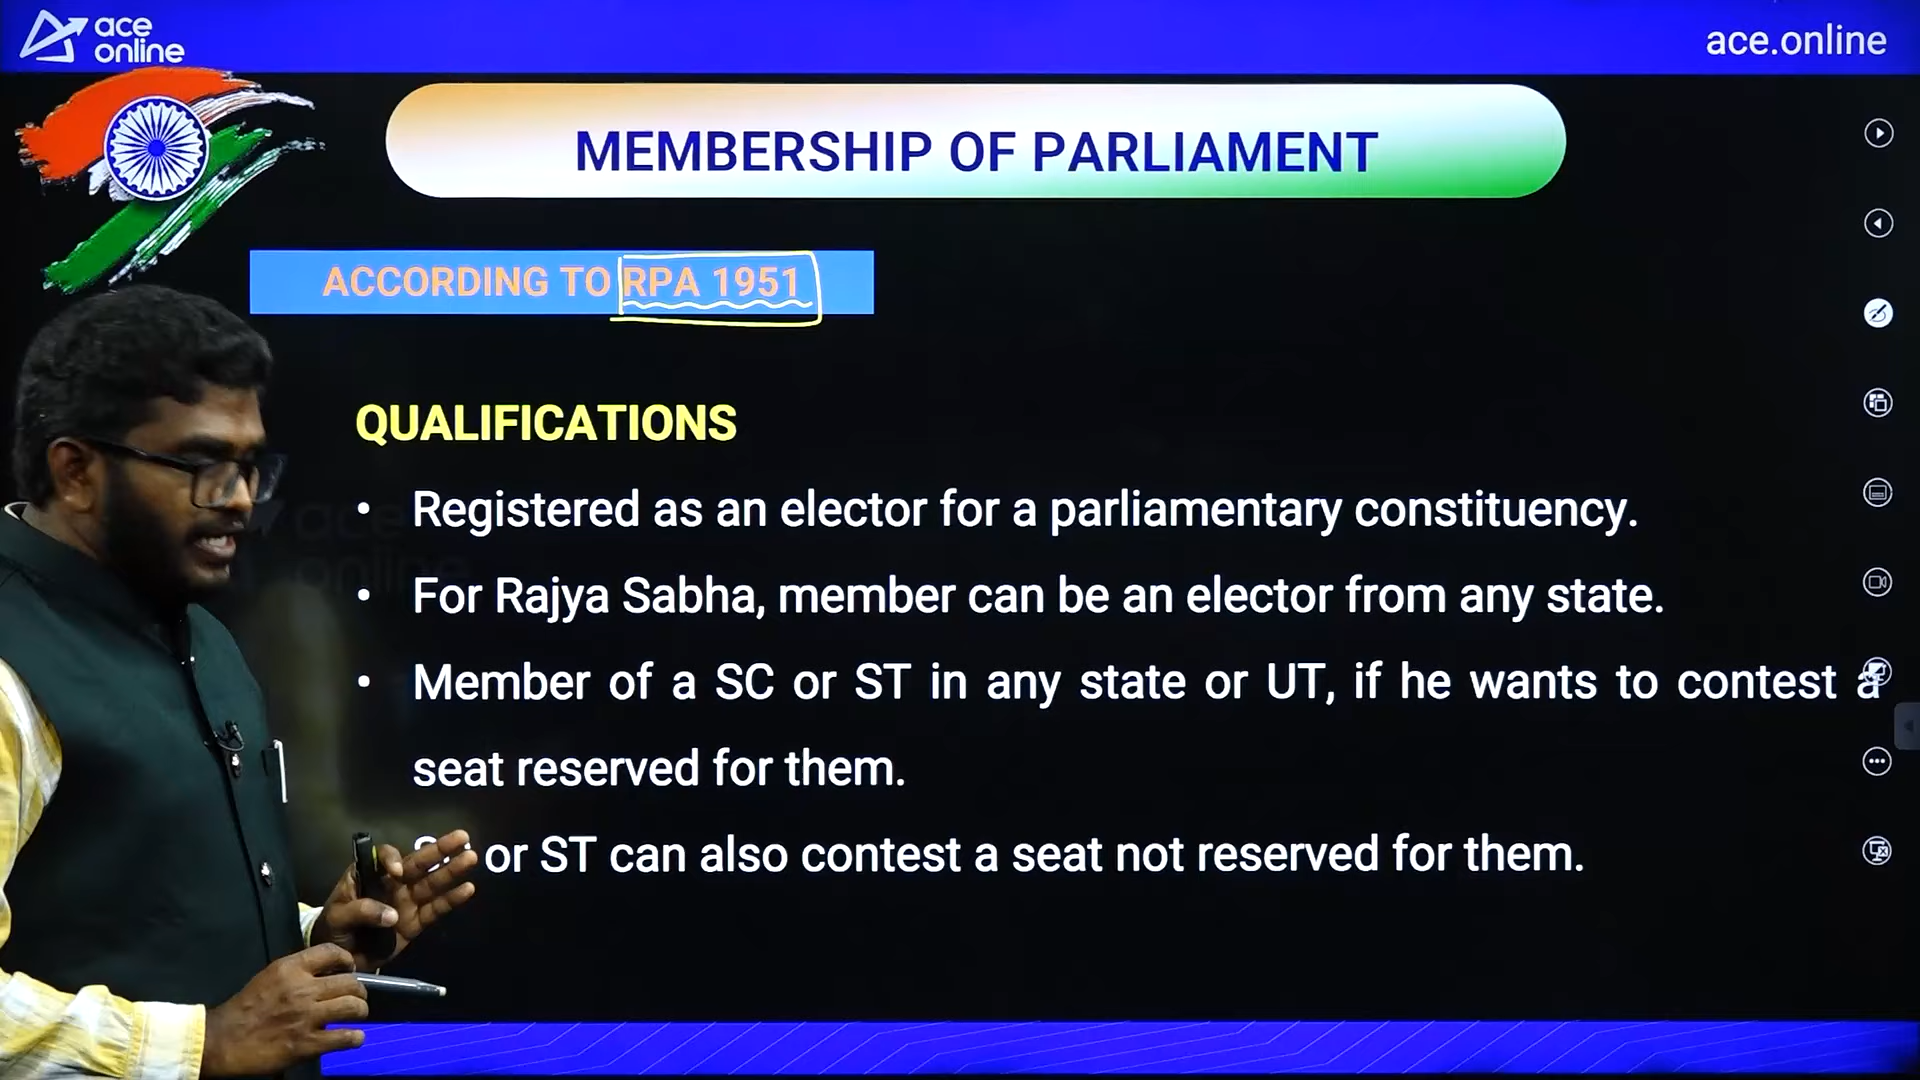 ace
online
ace.online
MEMBERSHIP OF PARLIAMENT
ACCORDING TO RPA 1951
QUALIFICATIONS
• Registered as an elector for a parliamentary constituency.
• For Rajya Sabha, member can be an elector from any state.
• Member of a SC or ST in any state or UT, if he wants to contest a
seat reserved for them.
or ST can also contest a seat not reserved for them.
ace
online